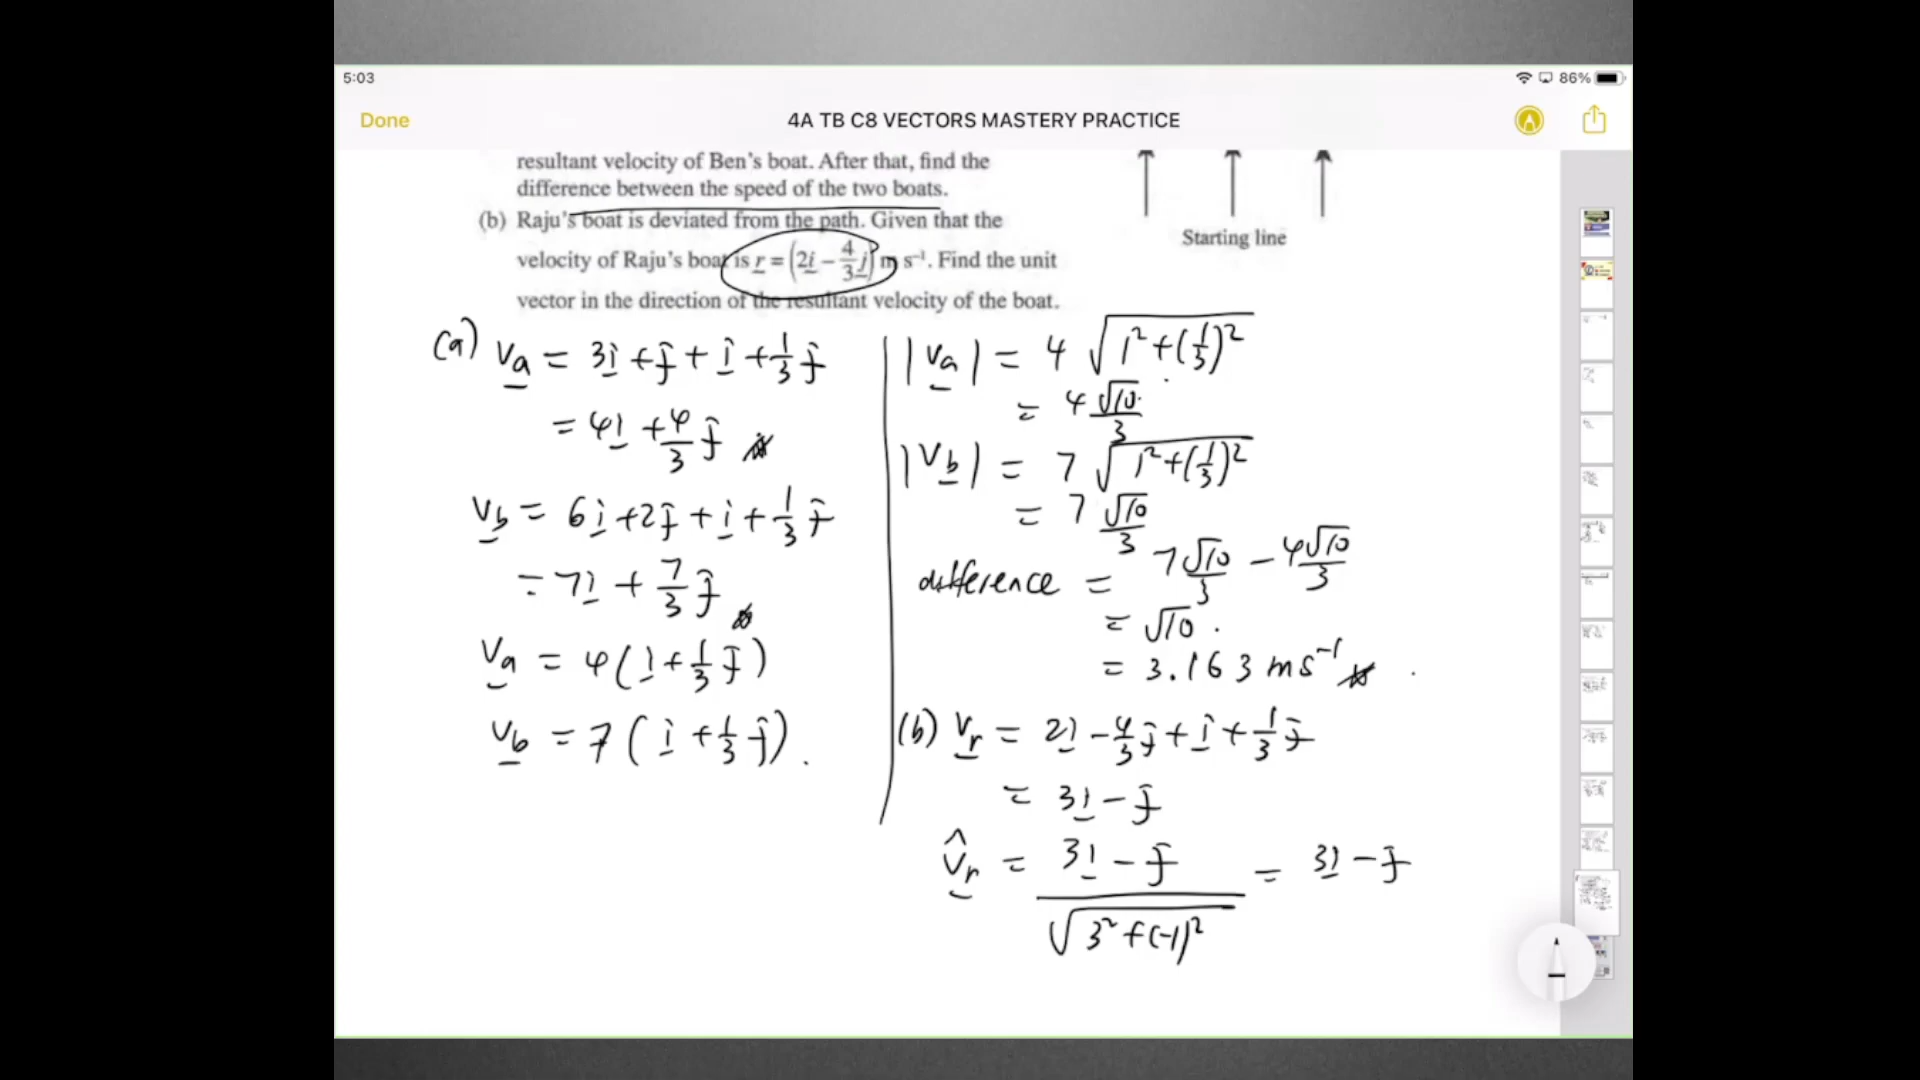 5:03
86%
Done
4A TB C8 VECTORS MASTERY PRACTICE
resultant velocity of Ben's boat. After that, find the
difference between the speed of the two boats.
(b) Raju's boat is deviated from the path. Given that the
velocity of Raju's boat is r = (2i − 4/3 j) m s⁻¹. Find the unit
vector in the direction of the resultant velocity of the boat.
Starting line
(a) va = 3i + j + i + 1/3 j
= 4i + 4/3 j
vb = 6i + 2j + i + 1/3 j
= 7i + 7/3 j
va = 4(i + 1/3 j)
vb = 7(i + 1/3 j).
|va| = 4 √(1² + (1/3)²)
= 4 √10/3
|vb| = 7 √(1² + (1/3)²)
= 7 √10/3
difference = 7√10/3 − 4√10/3
= √10.
= 3.163 ms⁻¹
(b) vr = 2i − 4/3 j + i + 1/3 j
= 3i − j
v̂r = (3i − j)/√(3² + (−1)²) = 3i − j